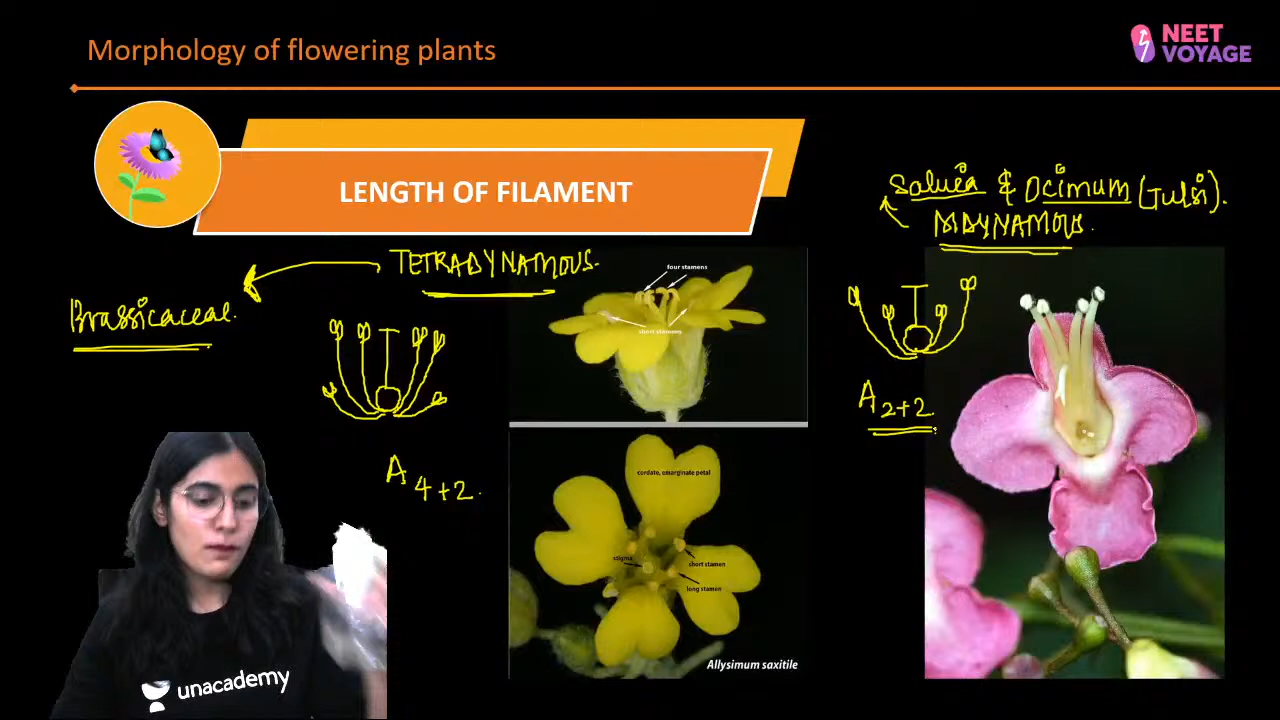 Morphology of flowering plants
NEET
VOYAGE
LENGTH OF FILAMENT
Salvia & Ocimum (Tulsi).
DIDYNAMOUS.
TETRADYNAMOUS.
Brassicaceae.
four stamens
short stamens
A 2+2.
A 4+2.
cordate, emarginate petal
stigma
short stamen
long stamen
Allysimum saxitile
unacademy